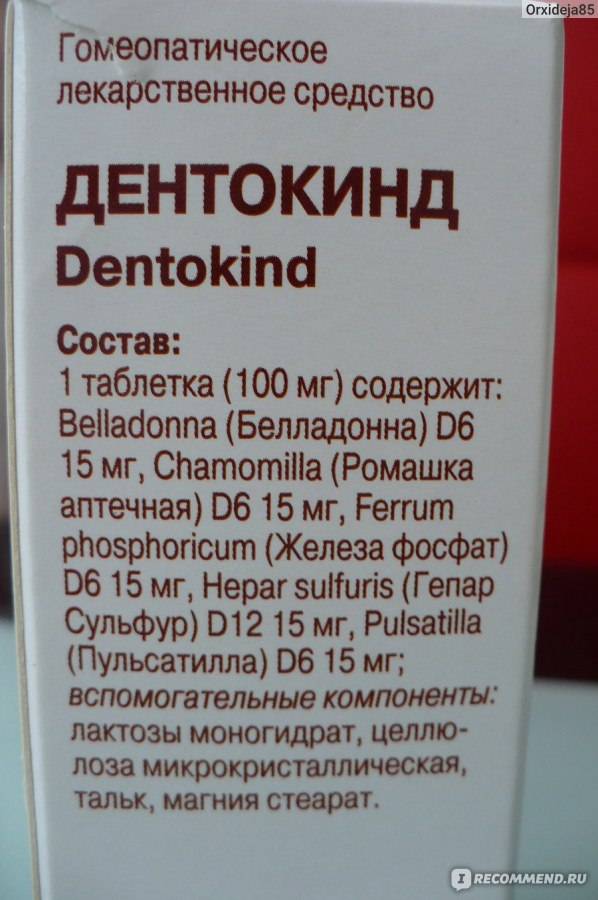 Orxideja85
Гомеопатическое
лекарственное средство
ДЕНТОКИНД
Dentokind
Состав:
1 таблетка (100 мг) содержит:
Belladonna (Белладонна) D6
15 мг, Chamomilla (Ромашка
аптечная) D6 15 мг, Ferrum
phosphoricum (Железа фосфат)
D6 15 мг, Hepar sulfuris (Гепар
Сульфур) D12 15 мг, Pulsatilla
(Пульсатилла) D6 15 мг;
вспомогательные компоненты:
лактозы моногидрат, целлю-
лоза микрокристаллическая,
тальк, магния стеарат.
IRECOMMEND.RU